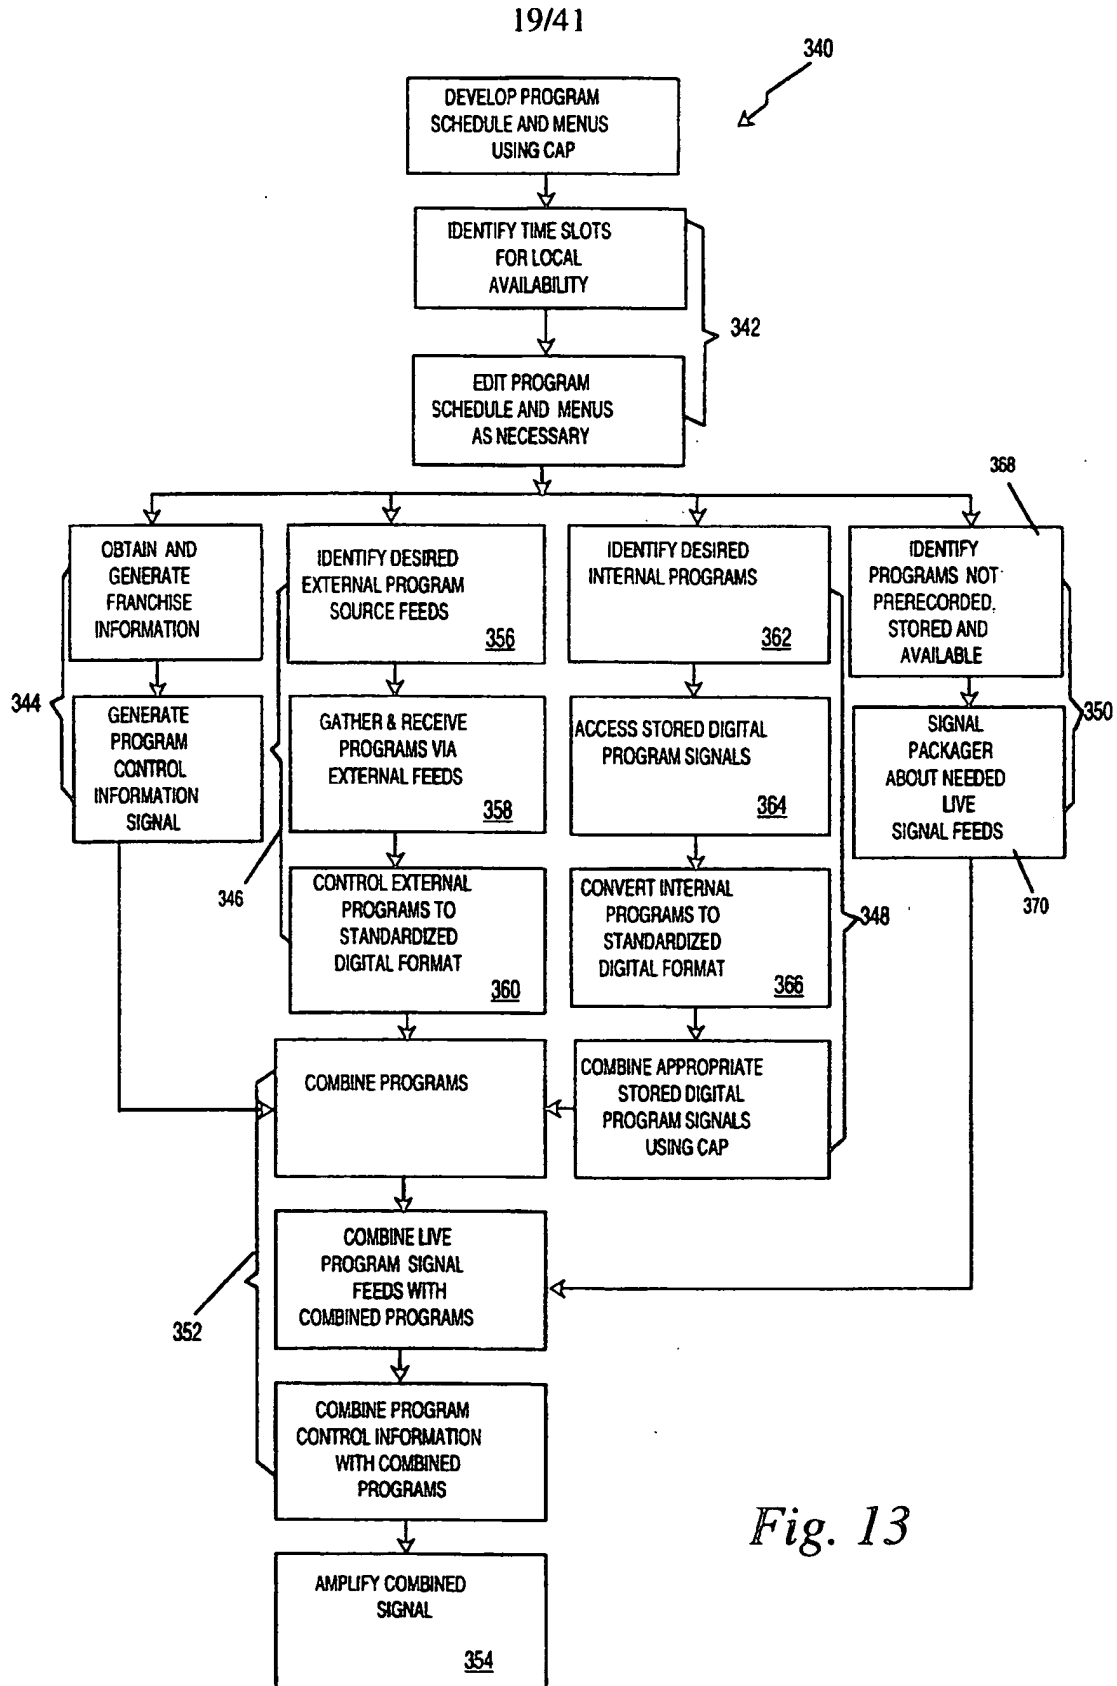 19/41
340
DEVELOP PROGRAM
SCHEDULE AND MENUS
USING CAP
IDENTIFY TIME SLOTS
FOR LOCAL
AVAILABILITY
342
EDIT PROGRAM
SCHEDULE AND MENUS
AS NECESSARY
368
OBTAIN AND
GENERATE
FRANCHISE
INFORMATION
IDENTIFY DESIRED
EXTERNAL PROGRAM
SOURCE FEEDS
356
IDENTIFY DESIRED
INTERNAL PROGRAMS
362
IDENTIFY
PROGRAMS NOT
PRERECORDED,
STORED AND
AVAILABLE
344
350
GENERATE
PROGRAM
CONTROL
INFORMATION
SIGNAL
GATHER & RECEIVE
PROGRAMS VIA
EXTERNAL FEEDS
358
ACCESS STORED DIGITAL
PROGRAM SIGNALS
364
SIGNAL
PACKAGER
ABOUT NEEDED
LIVE
SIGNAL FEEDS
346
CONTROL EXTERNAL
PROGRAMS TO
STANDARDIZED
DIGITAL FORMAT
360
CONVERT INTERNAL
PROGRAMS TO
STANDARDIZED
DIGITAL FORMAT
366
348
370
COMBINE PROGRAMS
COMBINE APPROPRIATE
STORED DIGITAL
PROGRAM SIGNALS
USING CAP
COMBINE LIVE
PROGRAM SIGNAL
FEEDS WITH
COMBINED PROGRAMS
352
COMBINE PROGRAM
CONTROL INFORMATION
WITH COMBINED
PROGRAMS
Fig. 13
AMPLIFY COMBINED
SIGNAL
354